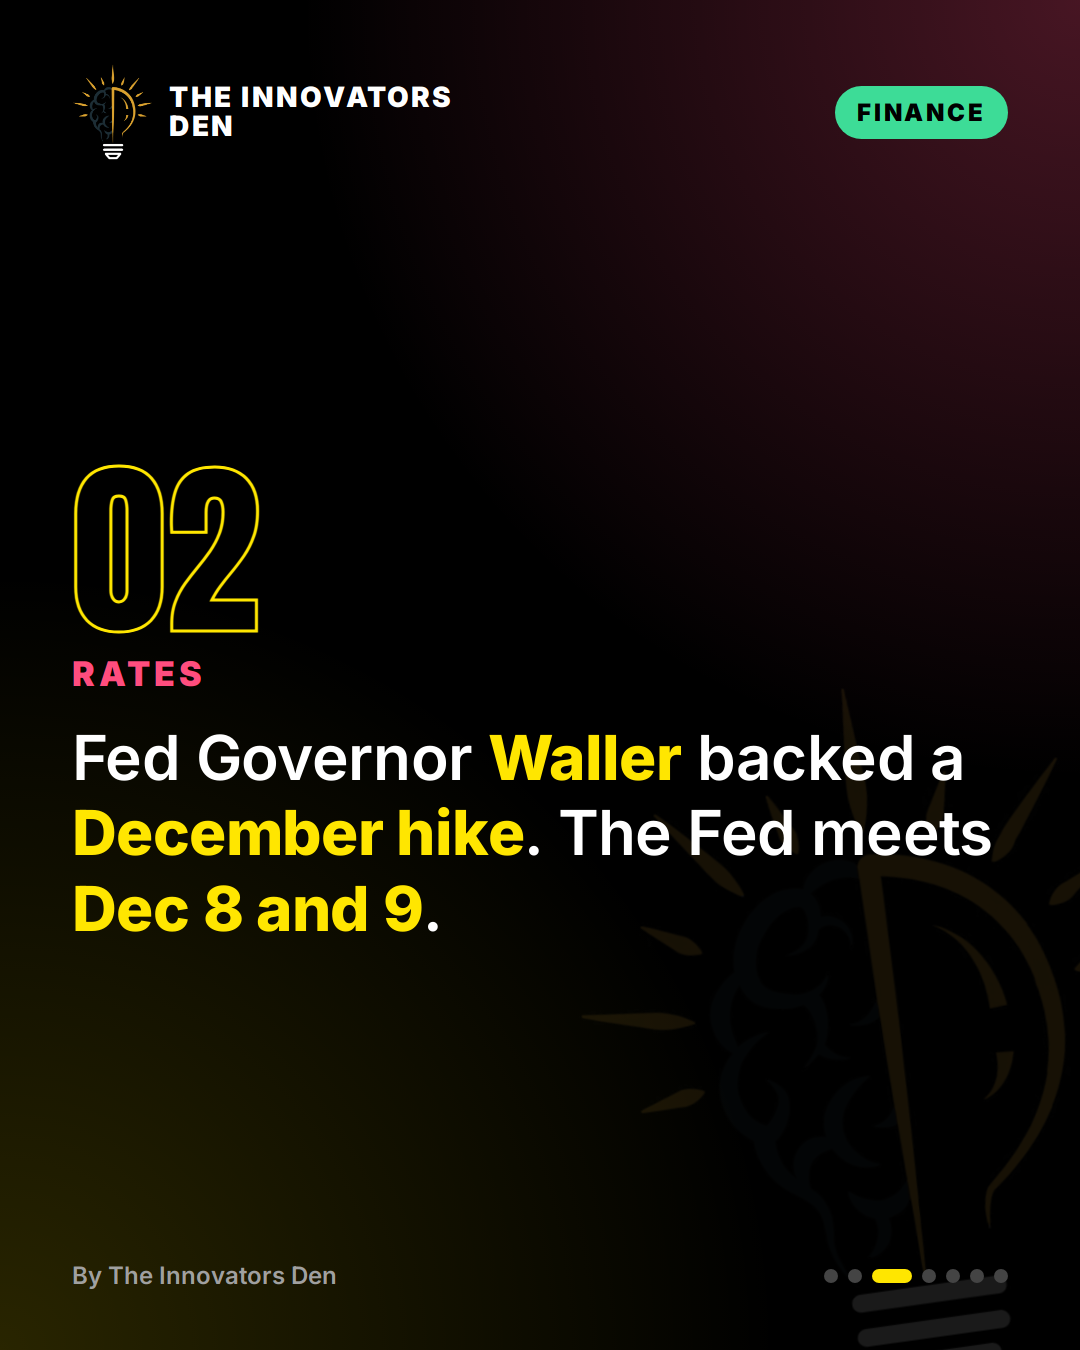 THE INNOVATORS
DEN
FINANCE
02
RATES
Fed Governor Waller backed a
December hike. The Fed meets
Dec 8 and 9.
By The Innovators Den